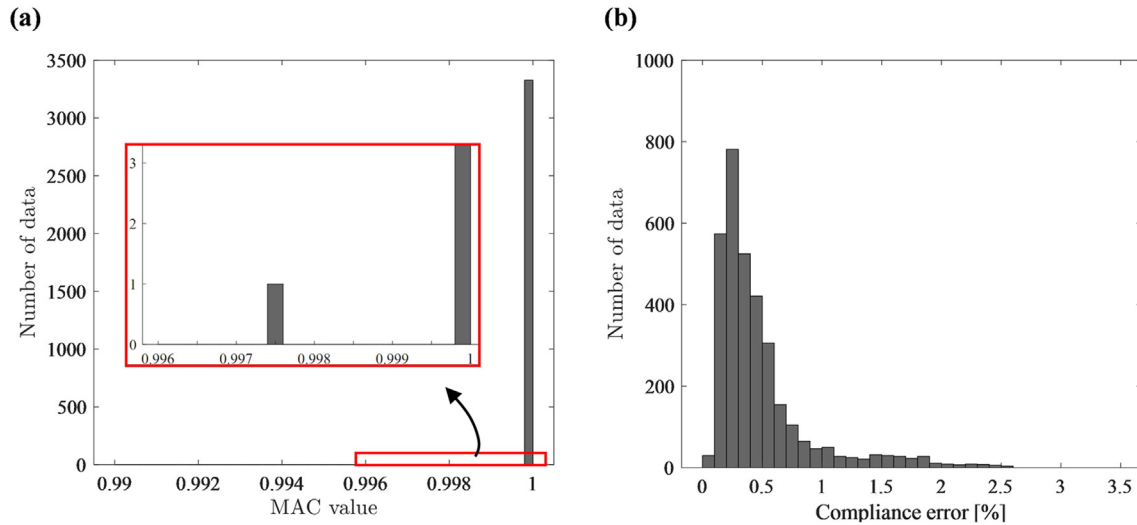 (a)
(b)
3500
3000
2500
2000
1500
1000
500
0
Number of data
0.99 0.992 0.994 0.996 0.998 1
MAC value
3
2
1
0
0.996 0.997 0.998 0.999 1
1000
800
600
400
200
0
Number of data
0 0.5 1 1.5 2 2.5 3 3.5
Compliance error [%]